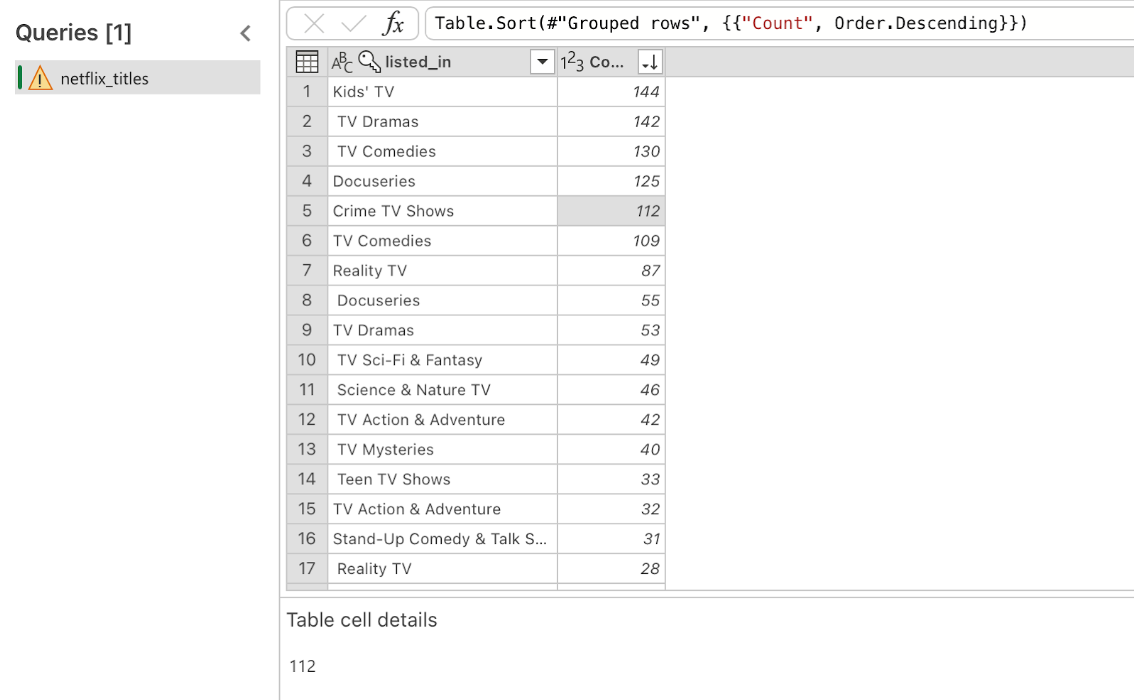 Queries [1]
netflix_titles
fx Table.Sort(#"Grouped rows", {{"Count", Order.Descending}})
ABC listed_in 123 Co...
1 Kids' TV 144
2 TV Dramas 142
3 TV Comedies 130
4 Docuseries 125
5 Crime TV Shows 112
6 TV Comedies 109
7 Reality TV 87
8 Docuseries 55
9 TV Dramas 53
10 TV Sci-Fi & Fantasy 49
11 Science & Nature TV 46
12 TV Action & Adventure 42
13 TV Mysteries 40
14 Teen TV Shows 33
15 TV Action & Adventure 32
16 Stand-Up Comedy & Talk S... 31
17 Reality TV 28
Table cell details
112